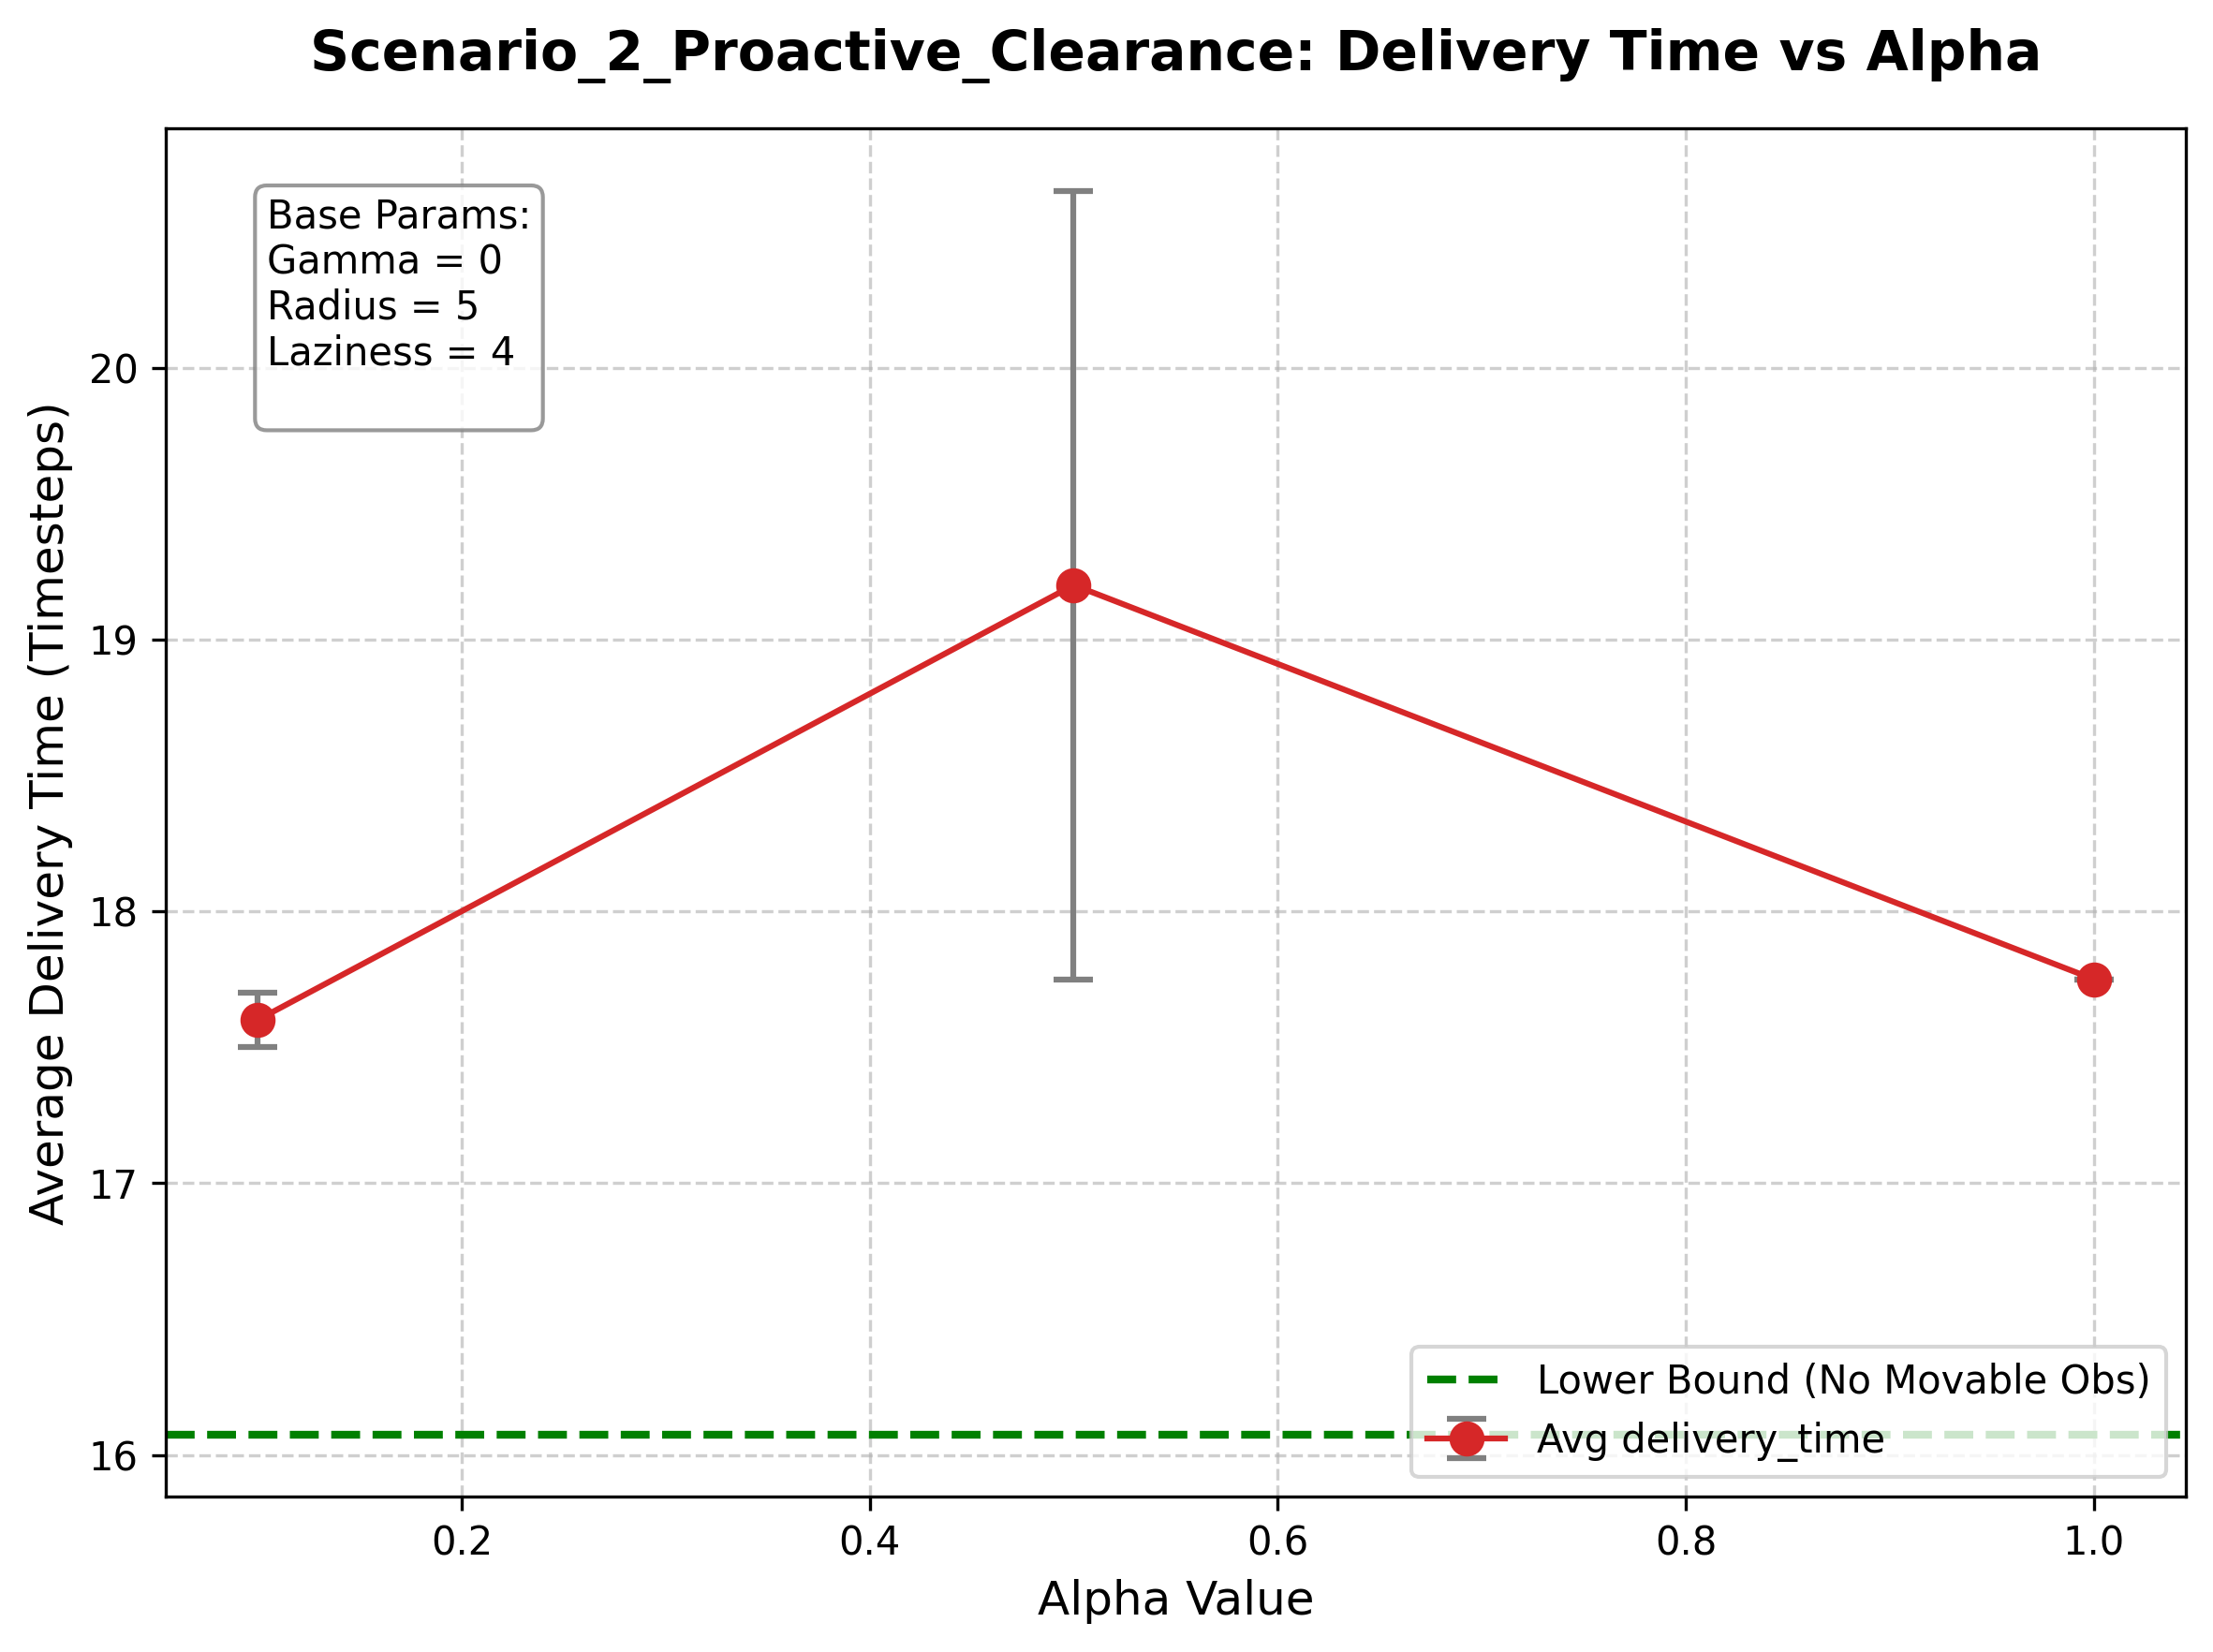 Scenario_2_Proactive_Clearance: Delivery Time vs Alpha
Base Params:
Gamma = 0
Radius = 5
Laziness = 4
Average Delivery Time (Timesteps)
20
19
18
17
16
Lower Bound (No Movable Obs)
Avg delivery_time
0.2 0.4 0.6 0.8 1.0
Alpha Value